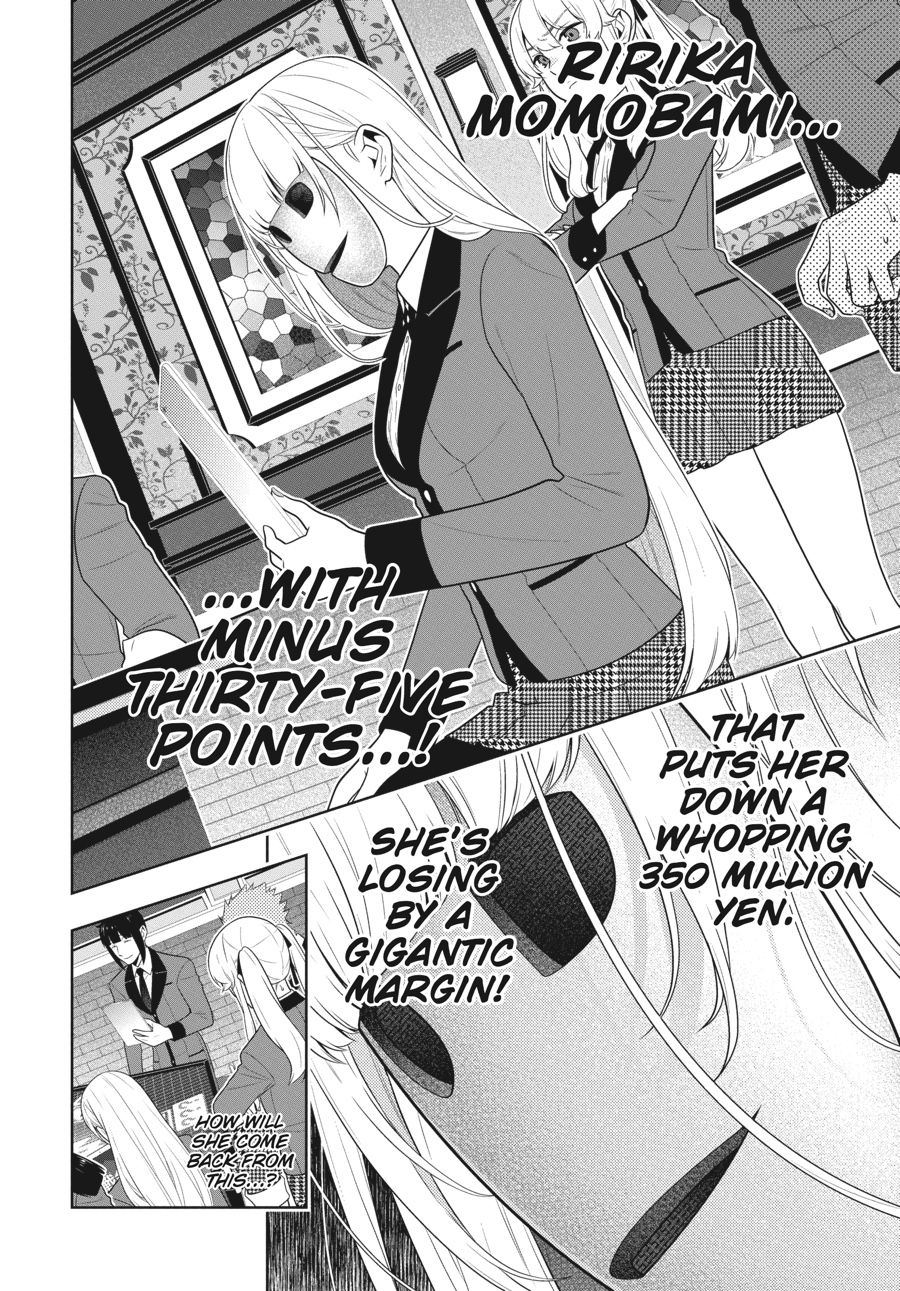 RIRIKA
MOMOBAMI...
...WITH
MINUS
THIRTY-FIVE
POINTS...!
THAT
PUTS HER
DOWN A
WHOPPING
350 MILLION
YEN.
SHE'S
LOSING
BY A
GIGANTIC
MARGIN!
HOW WILL
SHE COME
BACK FROM
THIS...?